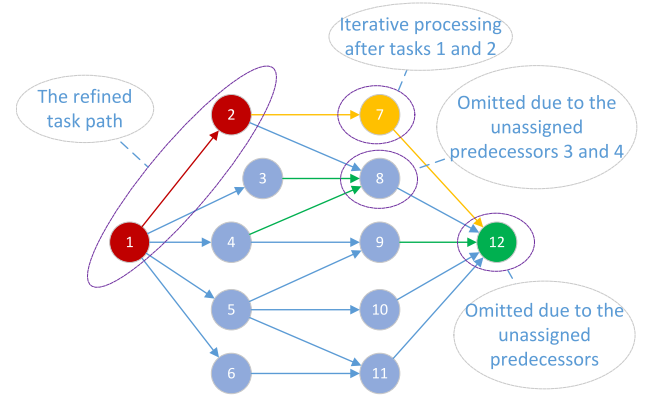 Iterative processing
after tasks 1 and 2
The refined
task path
Omitted due to the
unassigned
predecessors 3 and 4
2
7
3
8
1
4
9
12
5
10
6
11
Omitted due to the
unassigned
predecessors